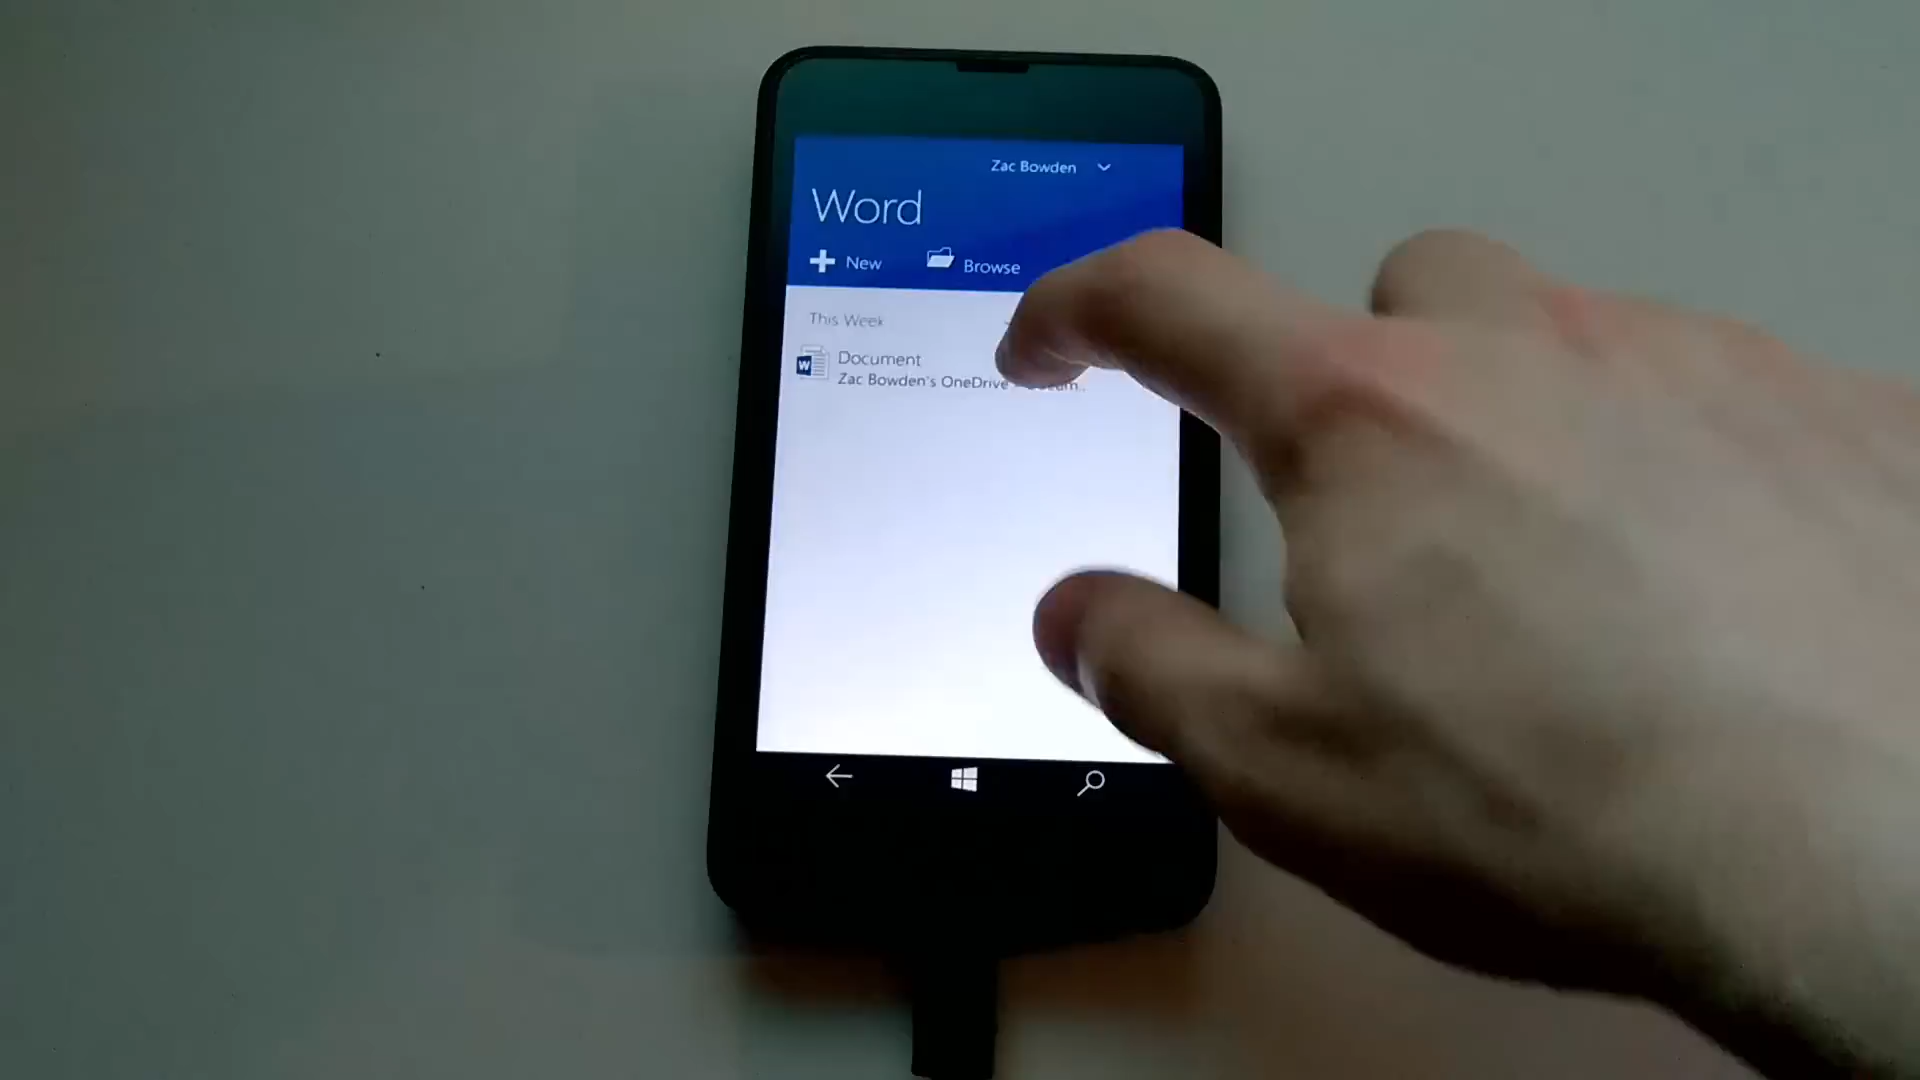 Zac Bowden
Word
New
Browse
This Week
Document
Zac Bowden's OneDrive